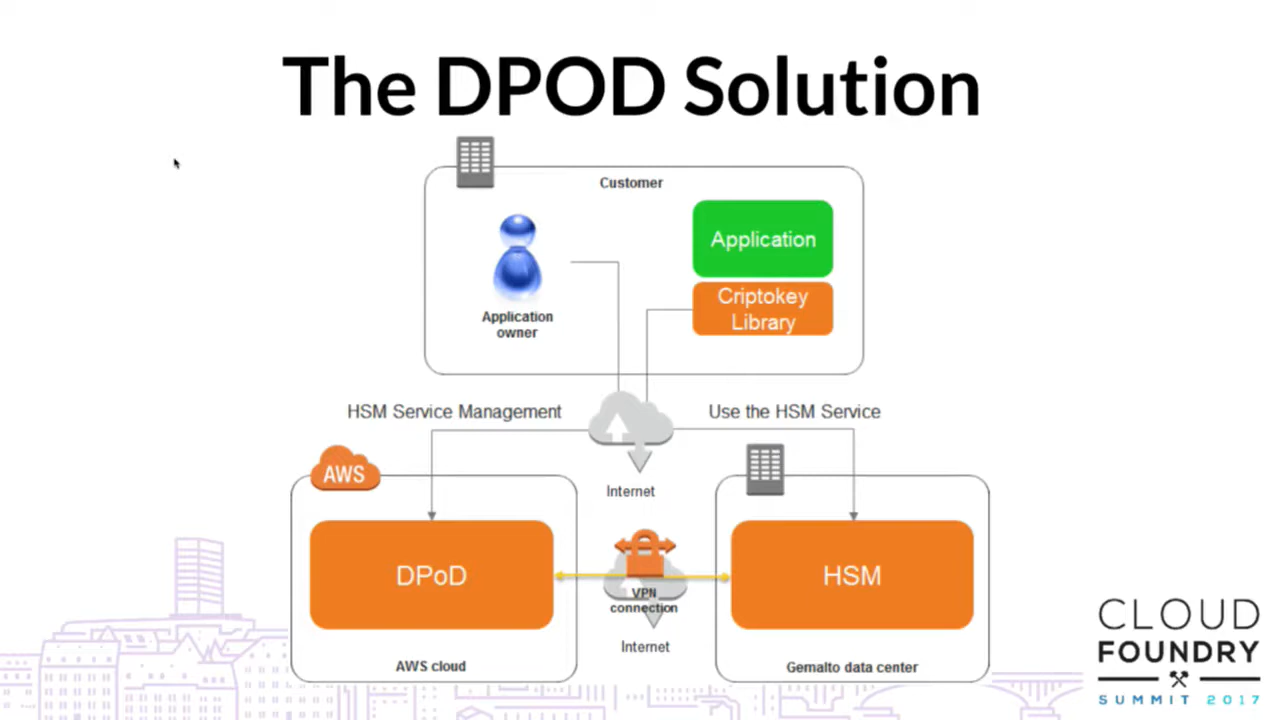 The DPOD Solution
Customer
Application
Criptokey
Library
Application
owner
HSM Service Management
Use the HSM Service
AWS
Internet
DPoD
VPN
connection
HSM
Internet
AWS cloud
Gemalto data center
CLOUD
FOUNDRY
SUMMIT 2017